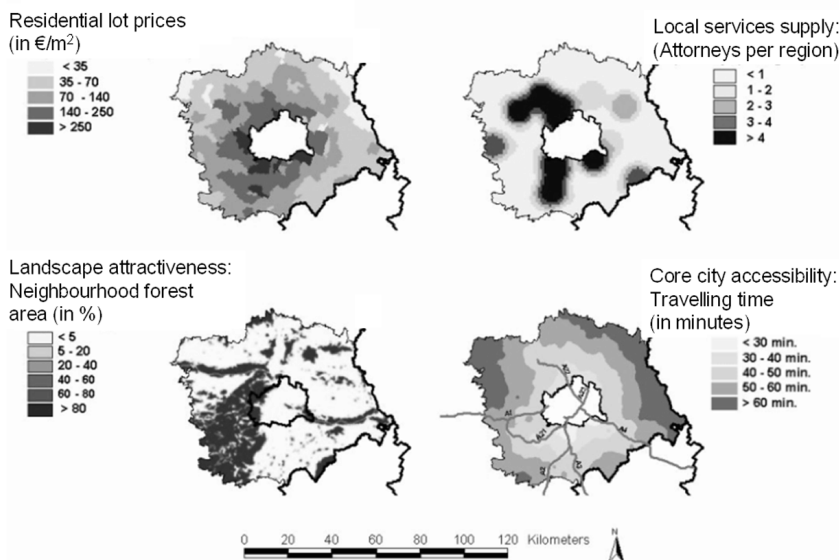 Residential lot prices
(in €/m²)
< 35
35 - 70
70 - 140
140 - 250
> 250
Local services supply:
(Attorneys per region)
< 1
1 - 2
2 - 3
3 - 4
> 4
Landscape attractiveness:
Neighbourhood forest
area (in %)
< 5
5 - 20
20 - 40
40 - 60
60 - 80
> 80
Core city accessibility:
Travelling time
(in minutes)
< 30 min.
30 - 40 min.
40 - 50 min.
50 - 60 min.
> 60 min.
0 20 40 60 80 100 120 Kilometers
N